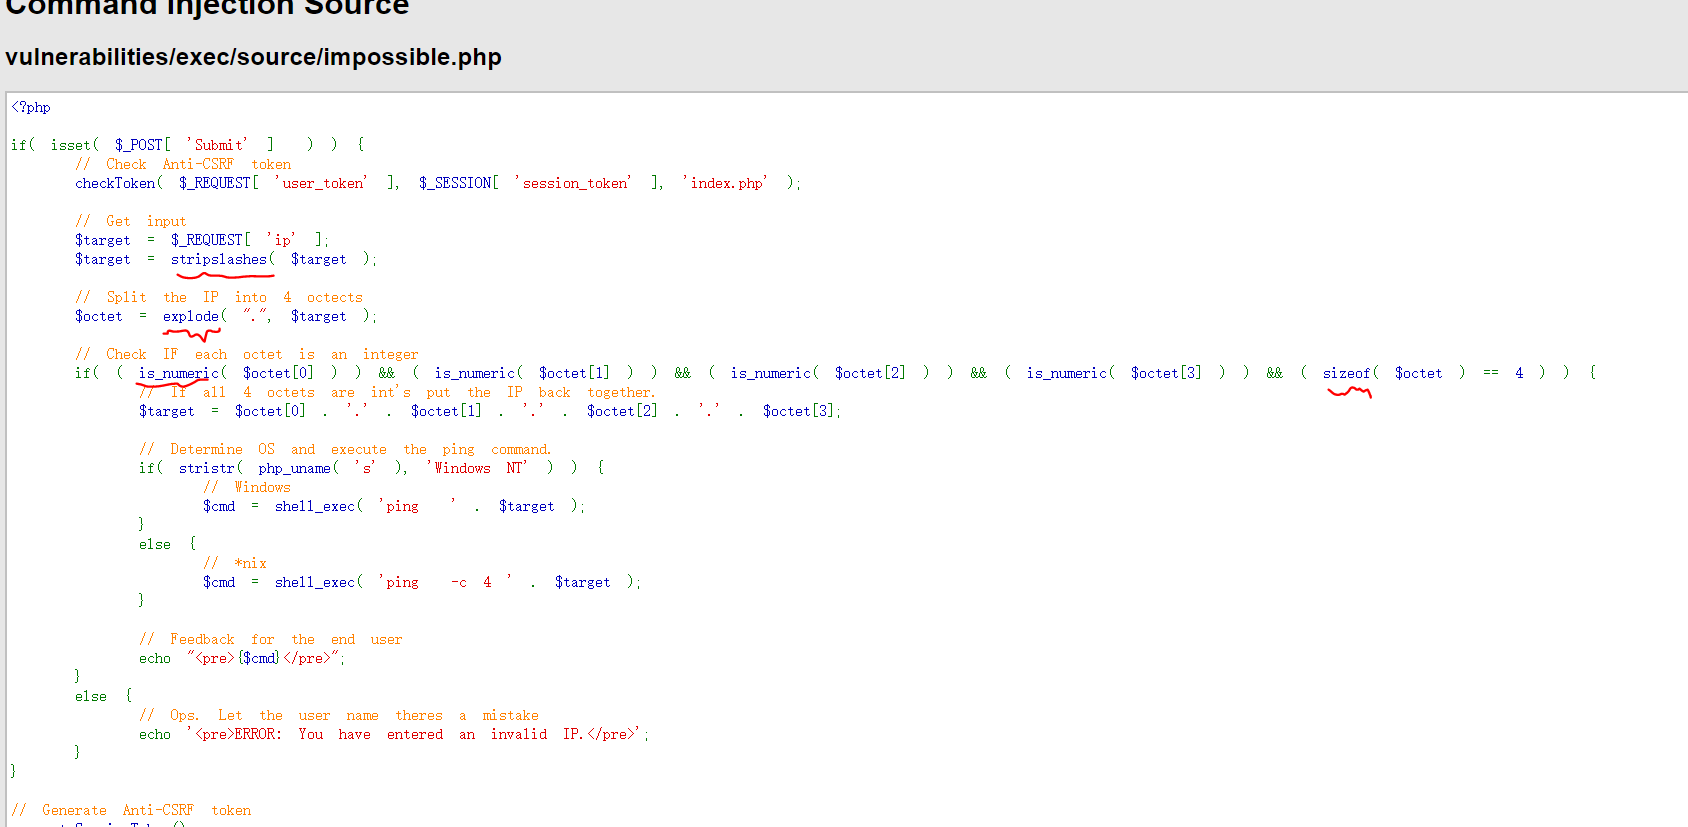 Command Injection Source
vulnerabilities/exec/source/impossible.php
<?php
if( isset( $_POST[ 'Submit' ] ) ) {
// Check Anti-CSRF token
checkToken( $_REQUEST[ 'user_token' ], $_SESSION[ 'session_token' ], 'index.php' );
// Get input
$target = $_REQUEST[ 'ip' ];
$target = stripslashes( $target );
// Split the IP into 4 octects
$octet = explode( ".", $target );
// Check IF each octet is an integer
if( ( is_numeric( $octet[0] ) ) && ( is_numeric( $octet[1] ) ) && ( is_numeric( $octet[2] ) ) && ( is_numeric( $octet[3] ) ) && ( sizeof( $octet ) == 4 ) ) {
// If all 4 octets are int's put the IP back together.
$target = $octet[0] . '.' . $octet[1] . '.' . $octet[2] . '.' . $octet[3];
// Determine OS and execute the ping command.
if( stristr( php_uname( 's' ), 'Windows NT' ) ) {
// Windows
$cmd = shell_exec( 'ping ' . $target );
}
else {
// *nix
$cmd = shell_exec( 'ping -c 4 ' . $target );
}
// Feedback for the end user
echo "<pre>{$cmd}</pre>";
}
else {
// Ops. Let the user name theres a mistake
echo '<pre>ERROR: You have entered an invalid IP.</pre>';
}
}
// Generate Anti-CSRF token